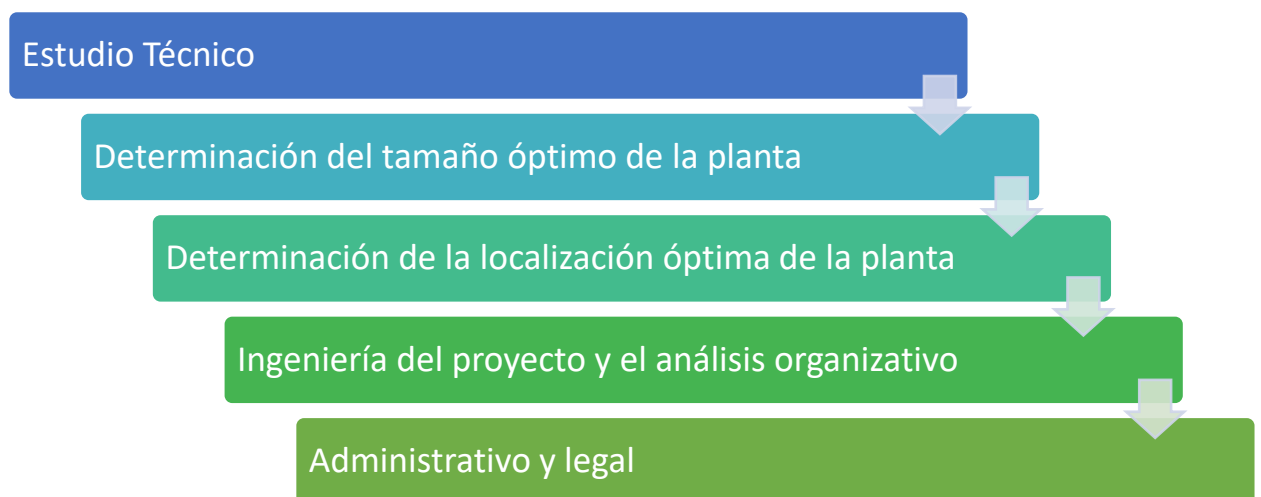 Estudio Técnico
Determinación del tamaño óptimo de la planta
Determinación de la localización óptima de la planta
Ingeniería del proyecto y el análisis organizativo
Administrativo y legal